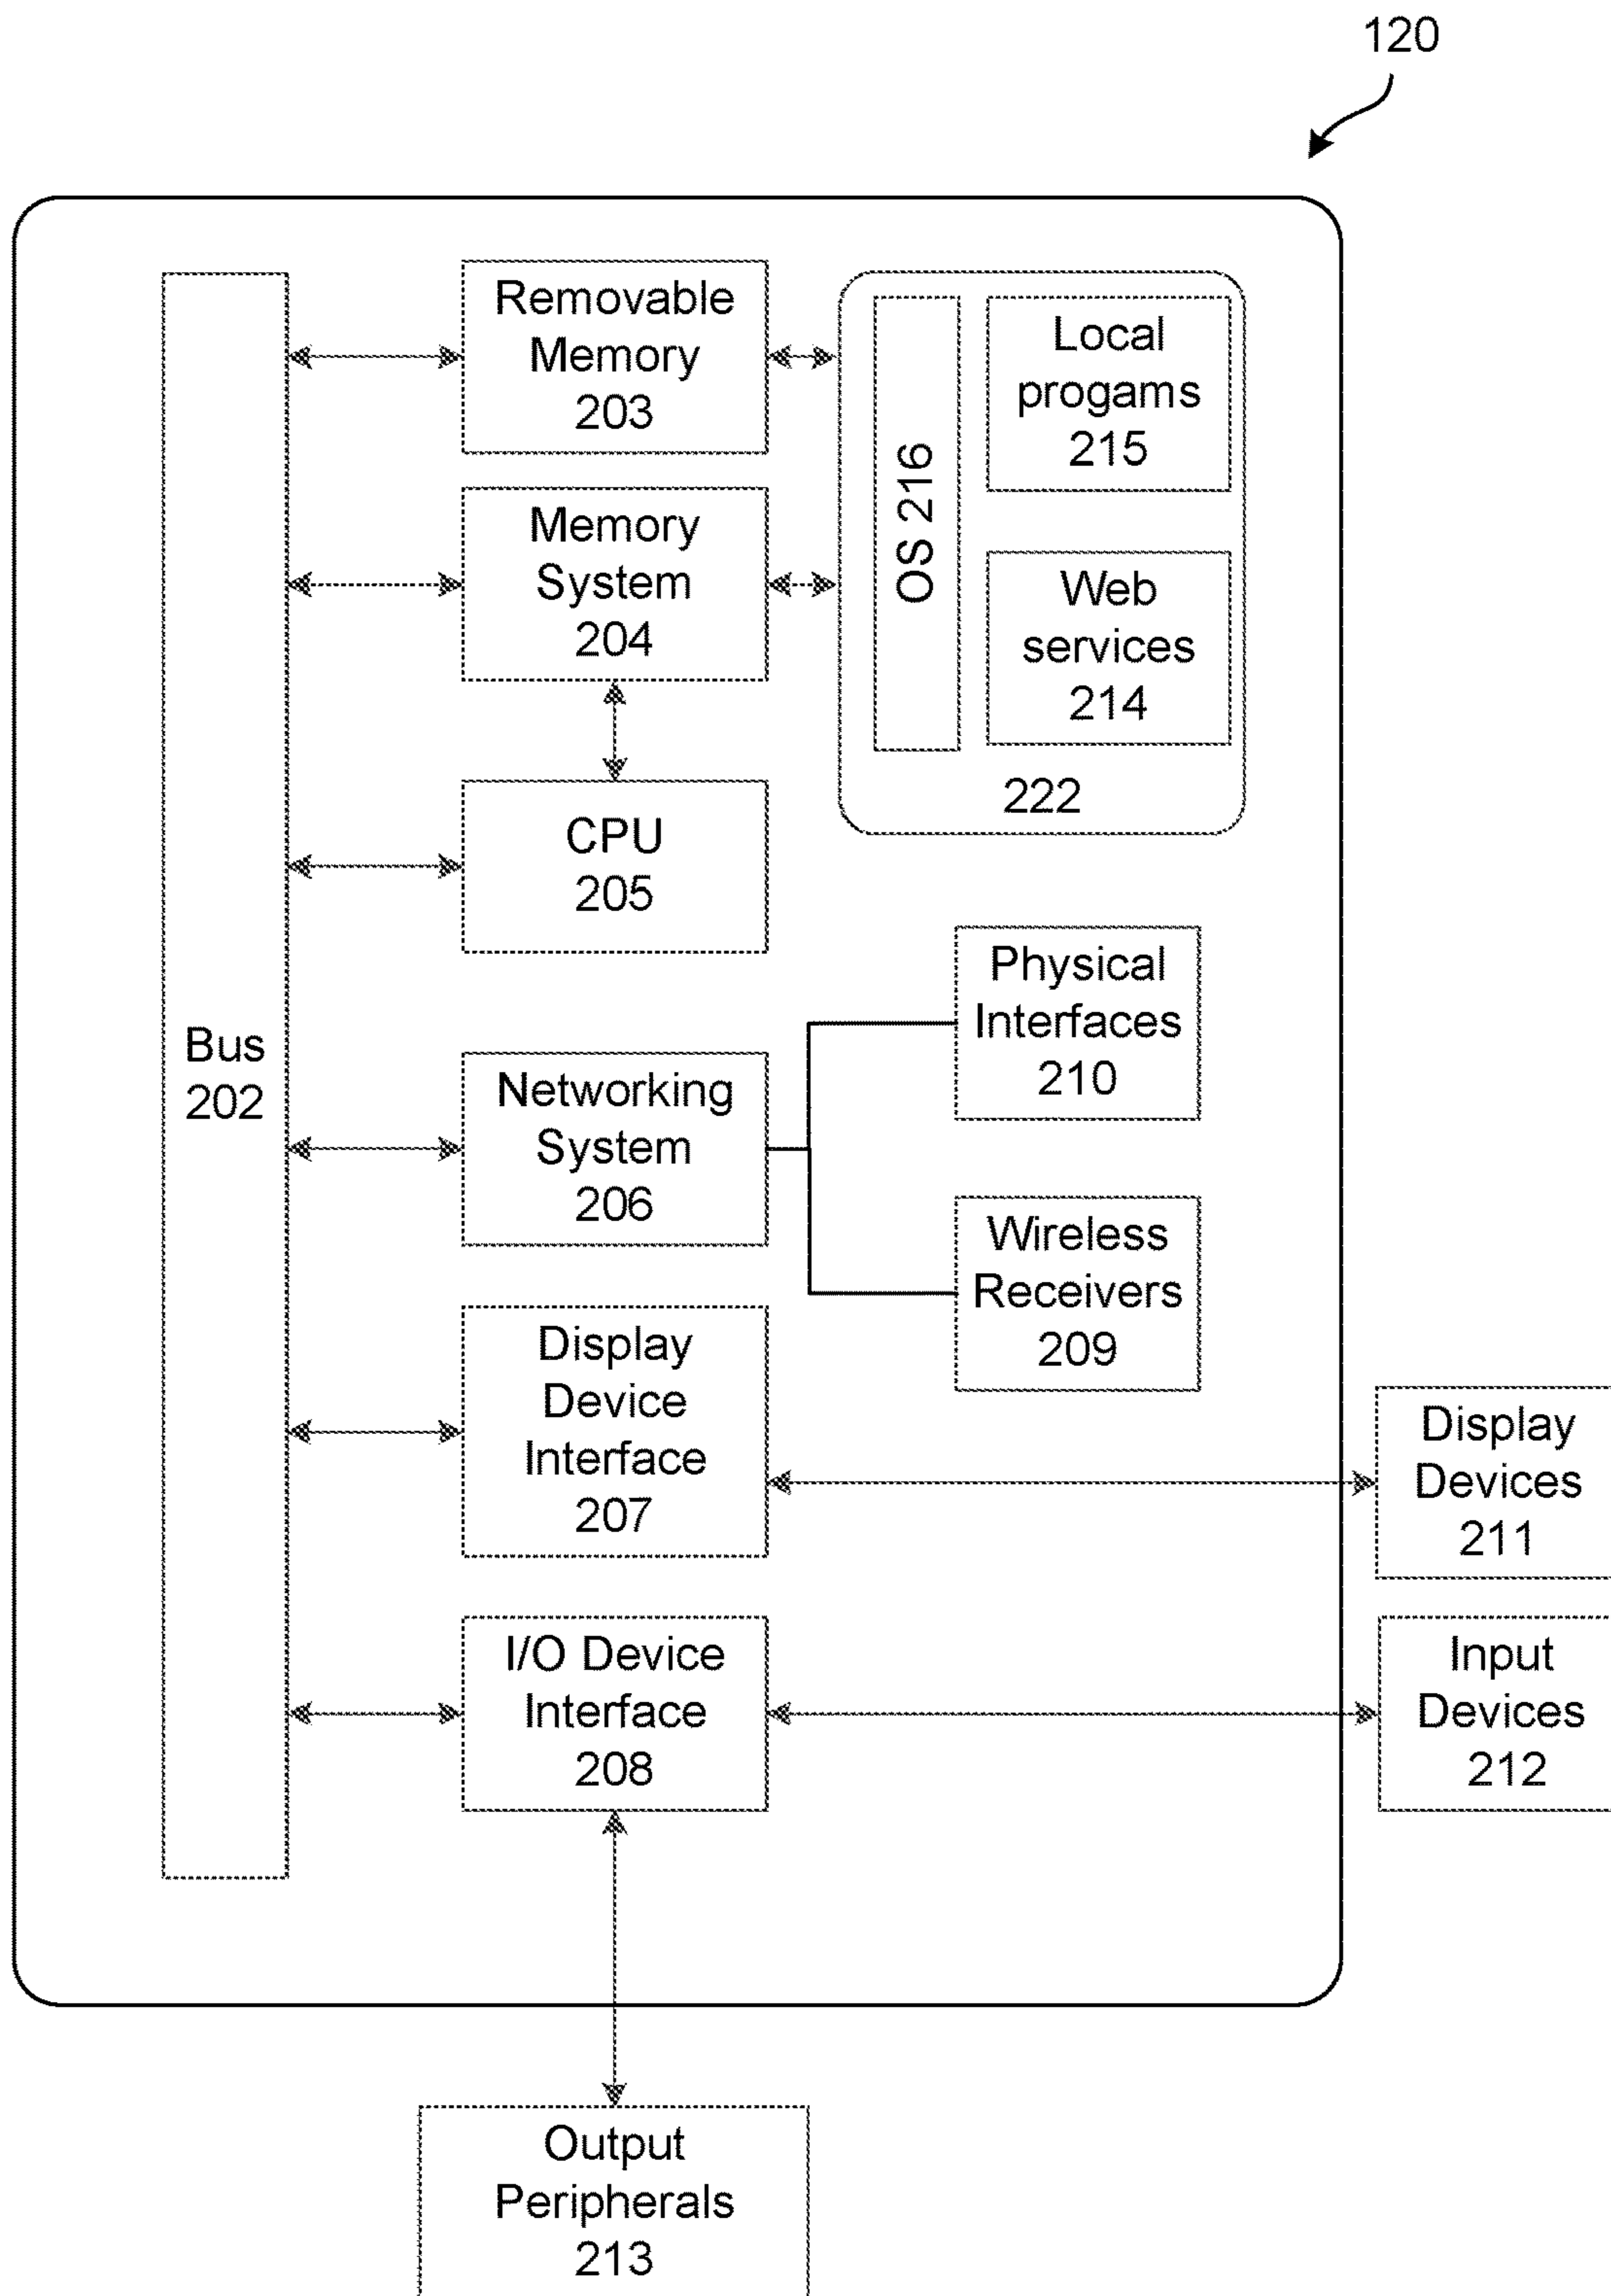 120
Removable
Memory
203
Local
progams
215
OS 216
Memory
System
204
Web
services
214
222
CPU
205
Bus
202
Physical
Interfaces
210
Networking
System
206
Wireless
Receivers
209
Display
Device
Interface
207
Display
Devices
211
I/O Device
Interface
208
Input
Devices
212
Output
Peripherals
213